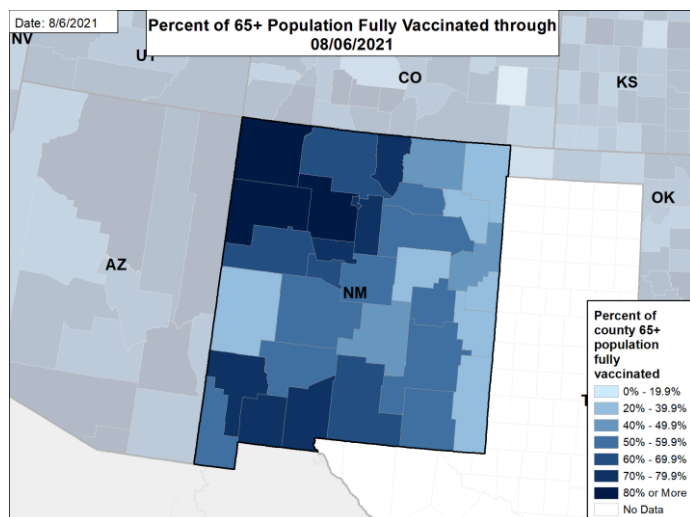 Date: 8/6/2021
Percent of 65+ Population Fully Vaccinated through
08/06/2021
NV
UT
CO
KS
OK
AZ
NM
T
Percent of
county 65+
population
fully
vaccinated
0% - 19.9%
20% - 39.9%
40% - 49.9%
50% - 59.9%
60% - 69.9%
70% - 79.9%
80% or More
No Data